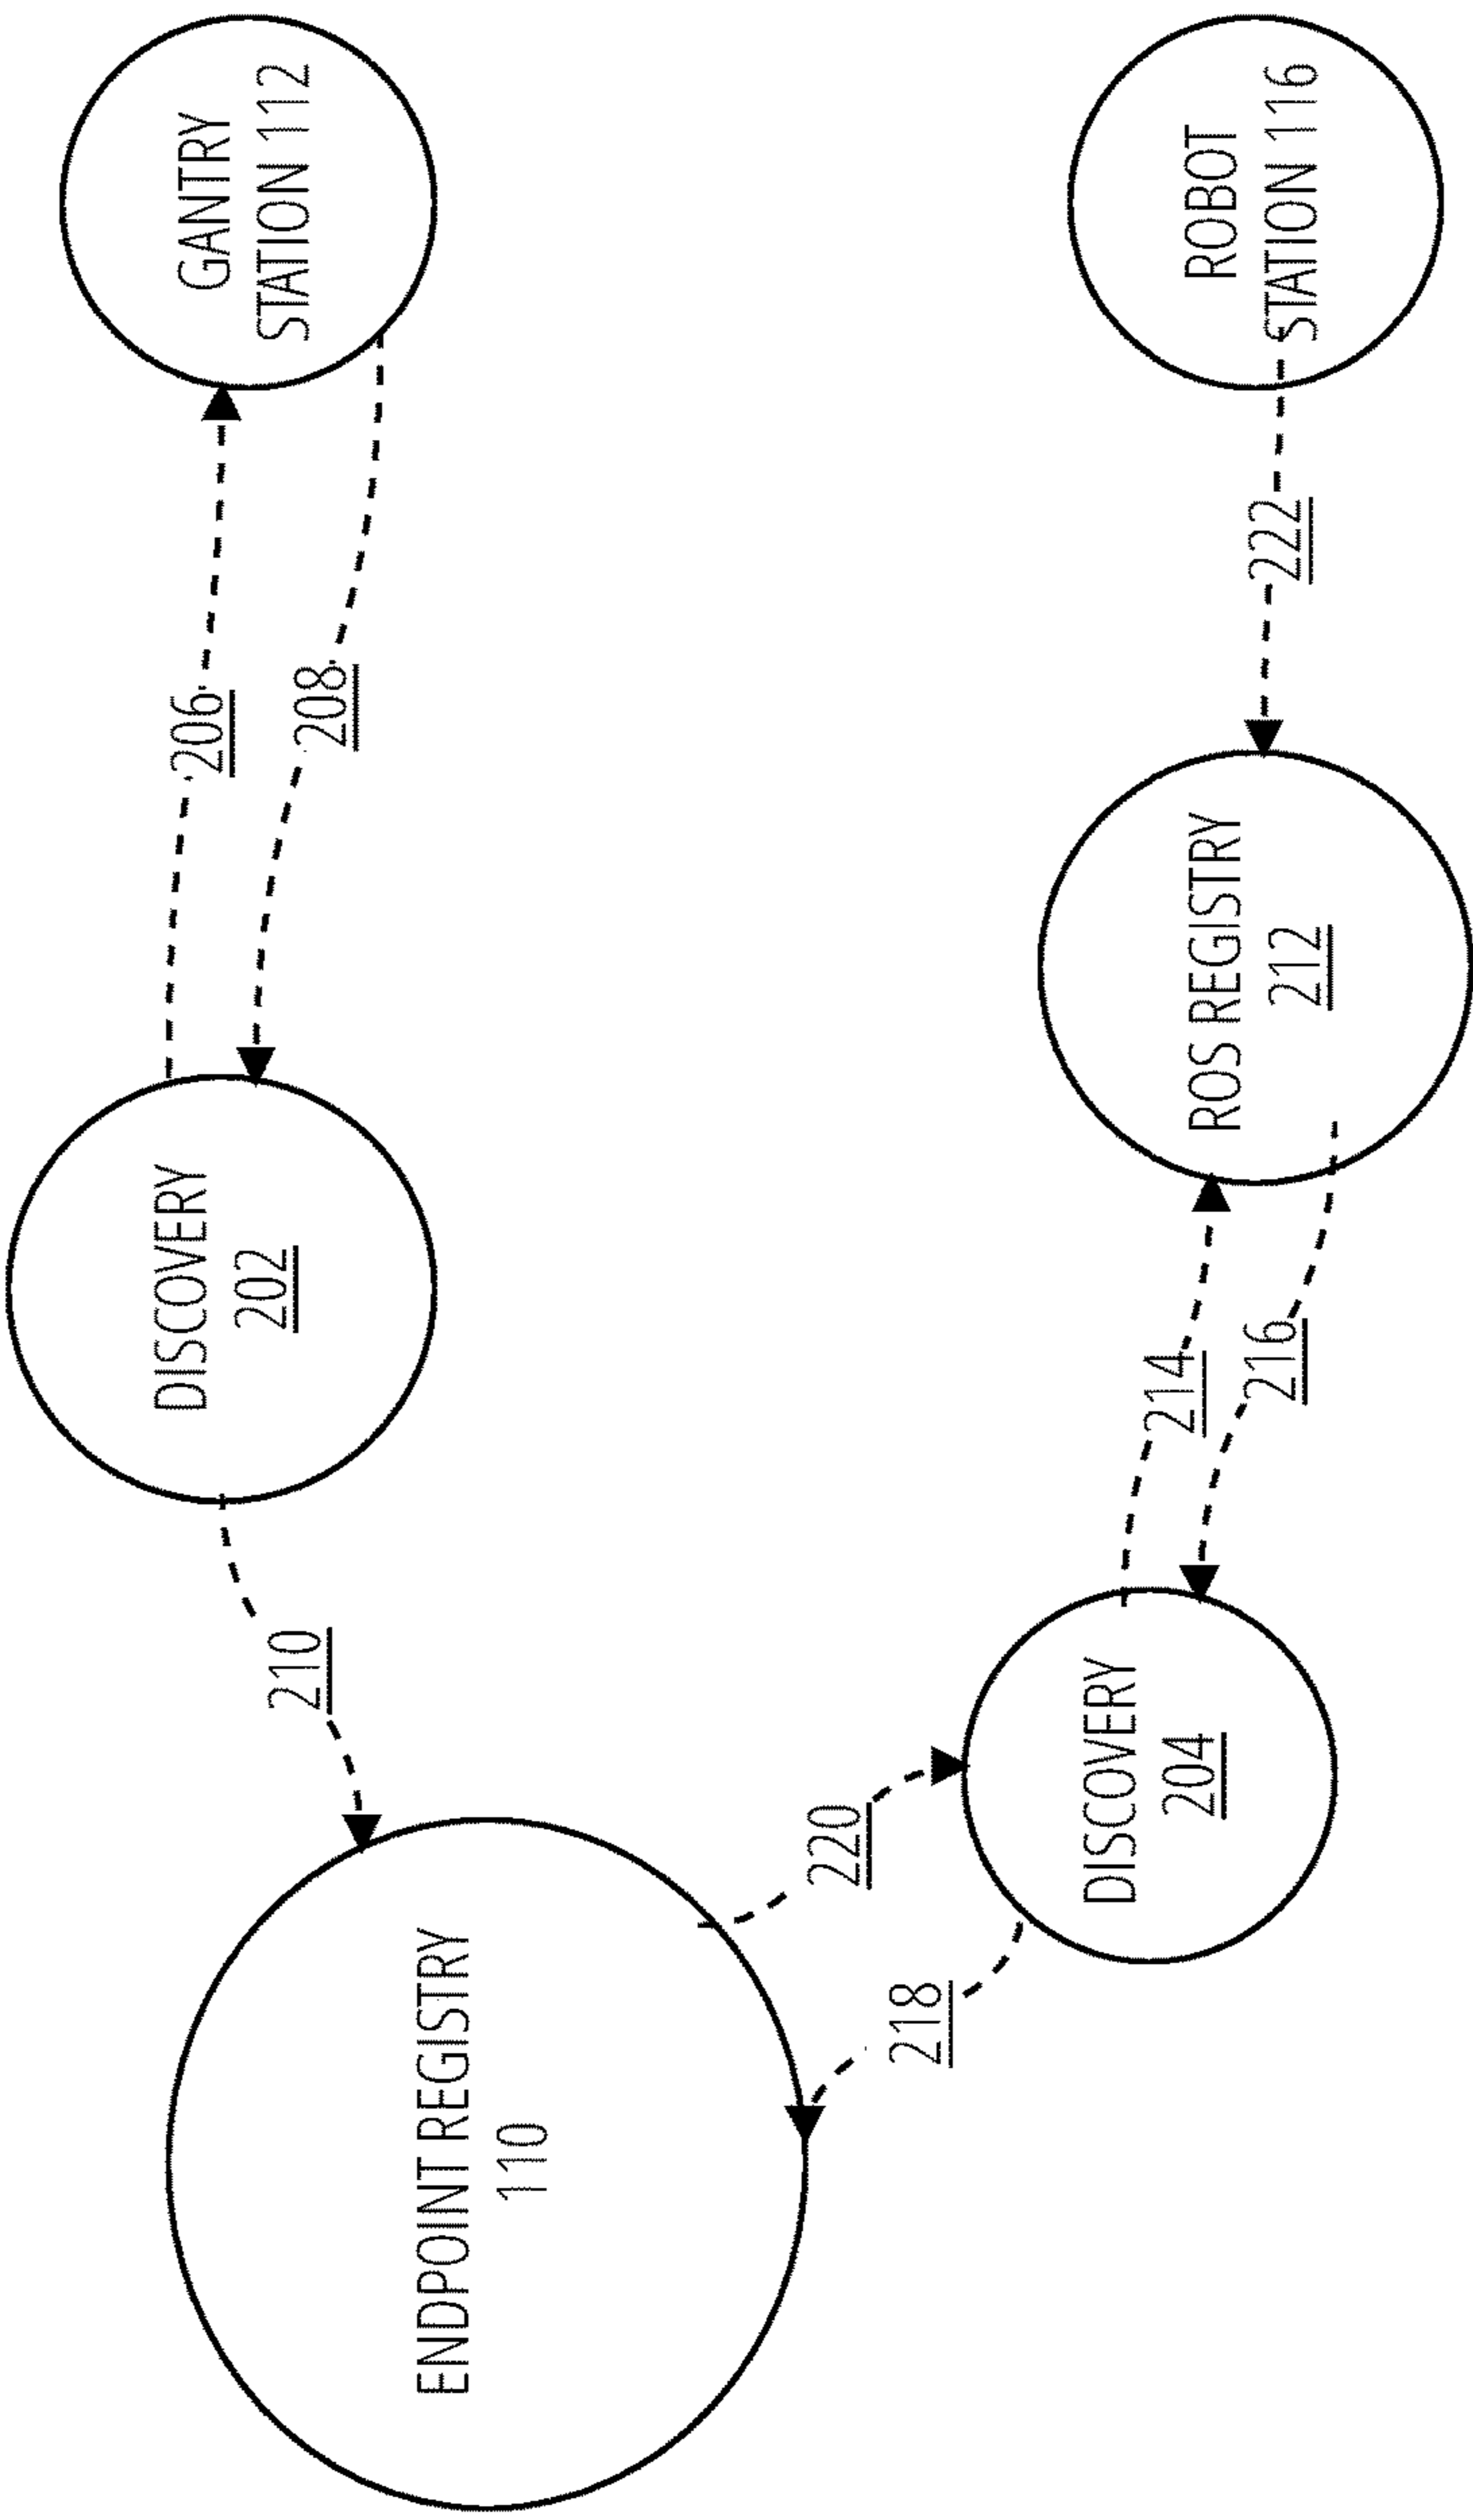 GANTRY
STATION 112
206
208
DISCOVERY
202
210
ENDPOINT REGISTRY
110
220
218
DISCOVERY
204
214
216
ROS REGISTRY
212
222
ROBOT
STATION 116